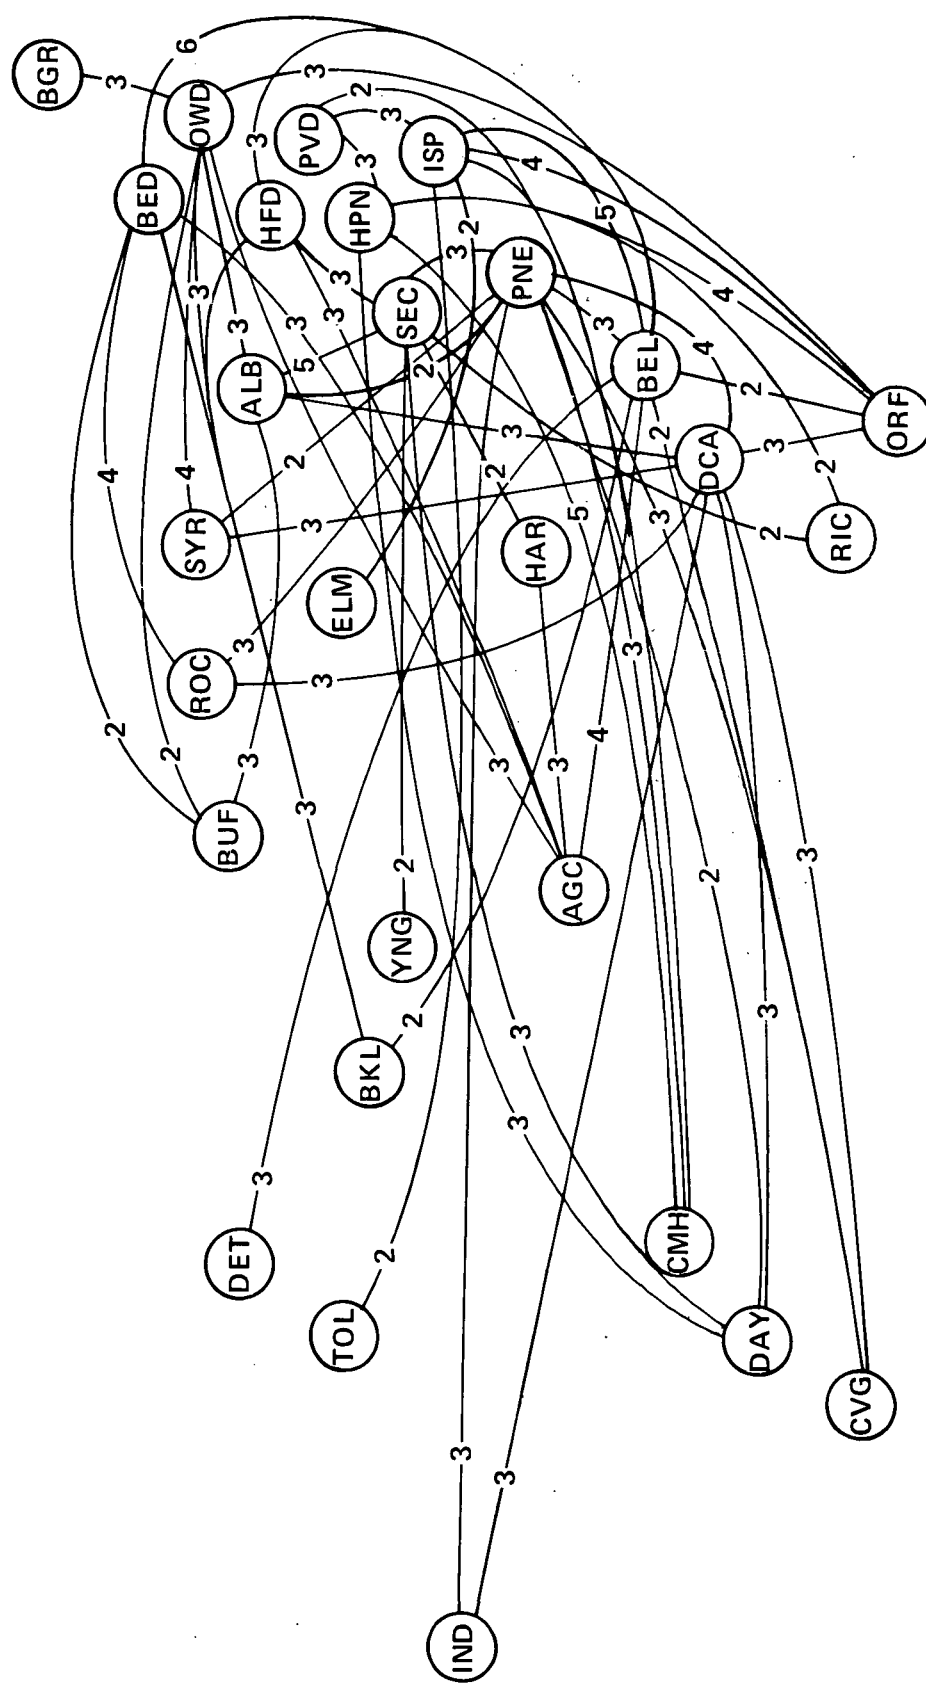 6
3
BGR
3
2
OWD
3
3
PVD
ISP
3
4
BED
5
HFD
HPN
2
3
PNE
3
3
4
SEC
3
3
3
3
4
5
BEL
2
ALB
2
ORF
3
2
3
DCA
2
2
2
4
4
5
3
3
2
RIC
SYR
HAR
ELM
3
3
3
ROC
2
4
2
3
3
3
3
BUF
3
2
2
AGC
YNG
3
2
3
BKL
3
3
CMH
2
DET
TOL
DAY
CVG
3
3
IND